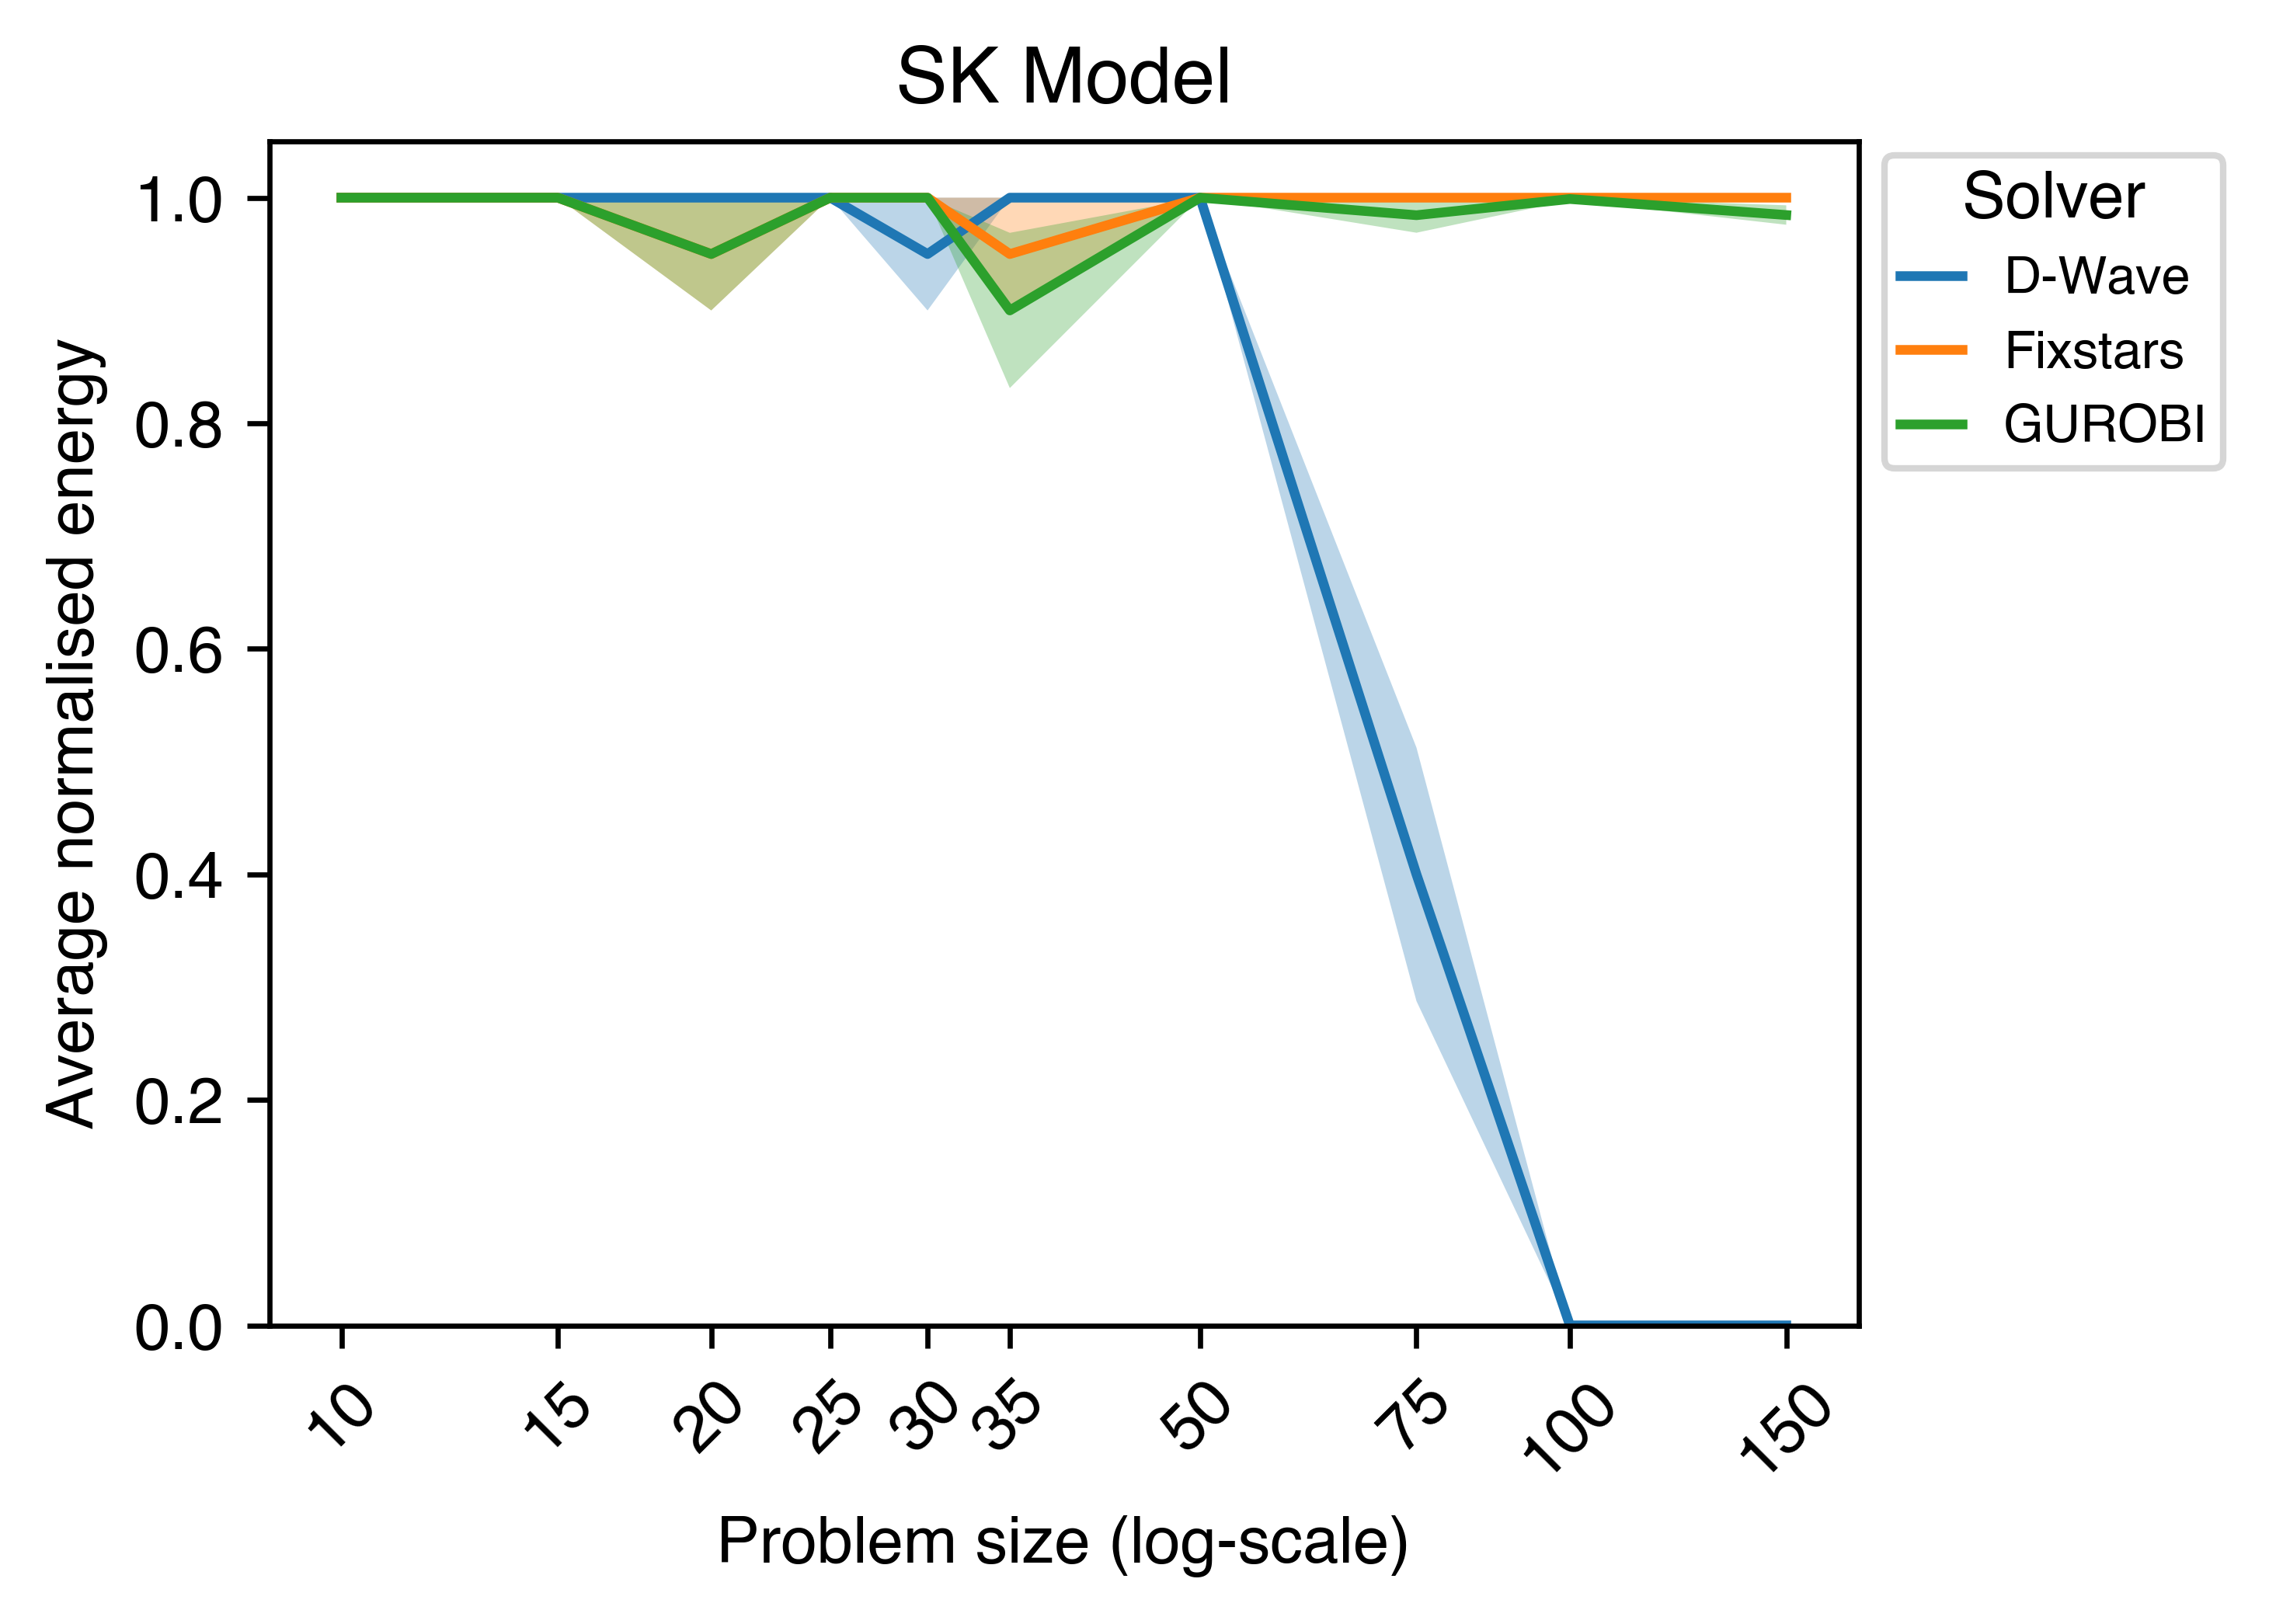 SK Model
Average normalised energy
1.0
0.8
0.6
0.4
0.2
0.0
10
15
20
25
30
35
50
75
100
150
Problem size (log-scale)
Solver
D-Wave
Fixstars
GUROBI